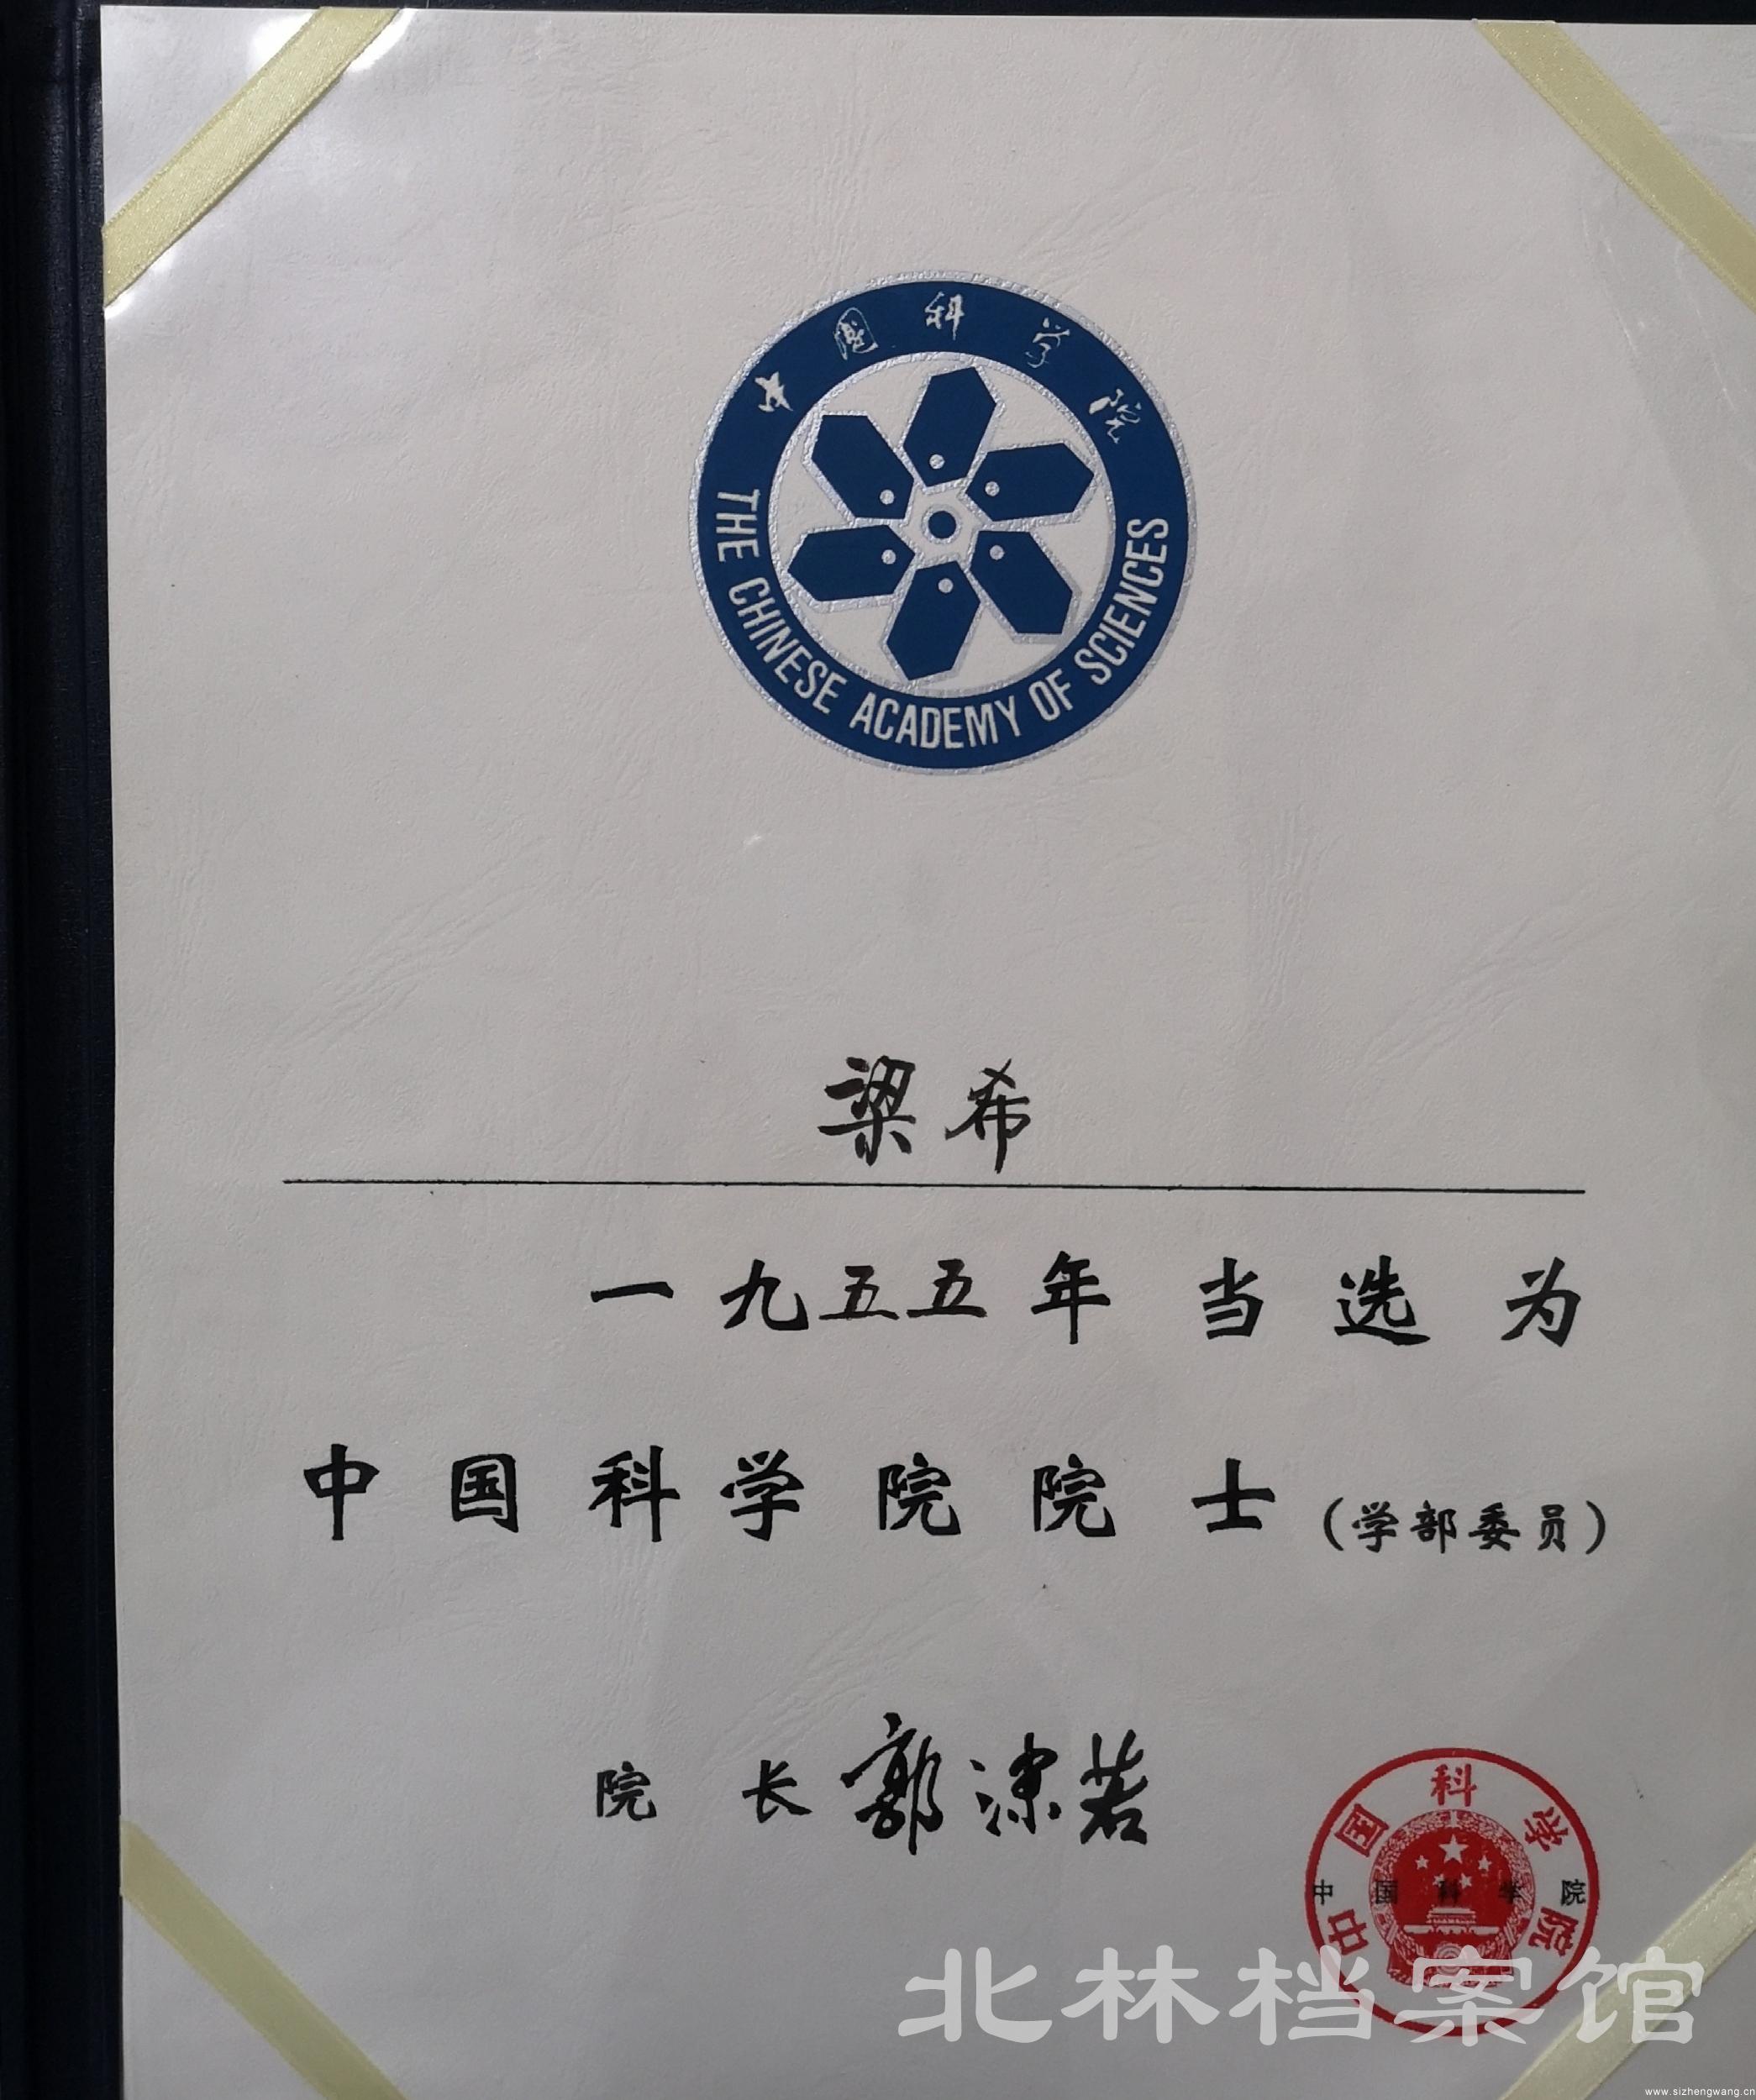 中国科学院
THE CHINESE ACADEMY OF SCIENCES
梁希
一九五五年当选为
中国科学院院士(学部委员)
院长郭沫若
中国科学院
中国科学院
北林档案馆
www.sizhengwang.cn